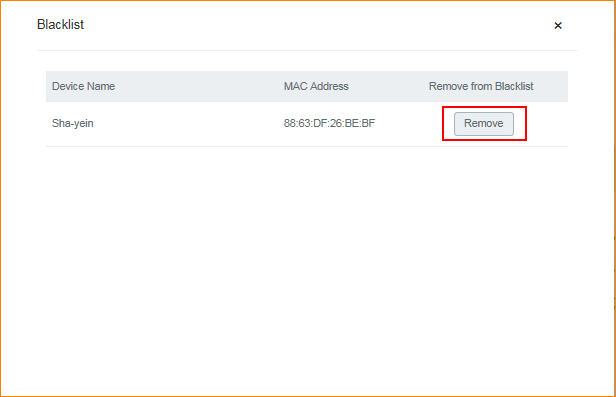 Blacklist ×
Device Name MAC Address Remove from Blacklist
Sha-yein 88:63:DF:26:BE:BF Remove